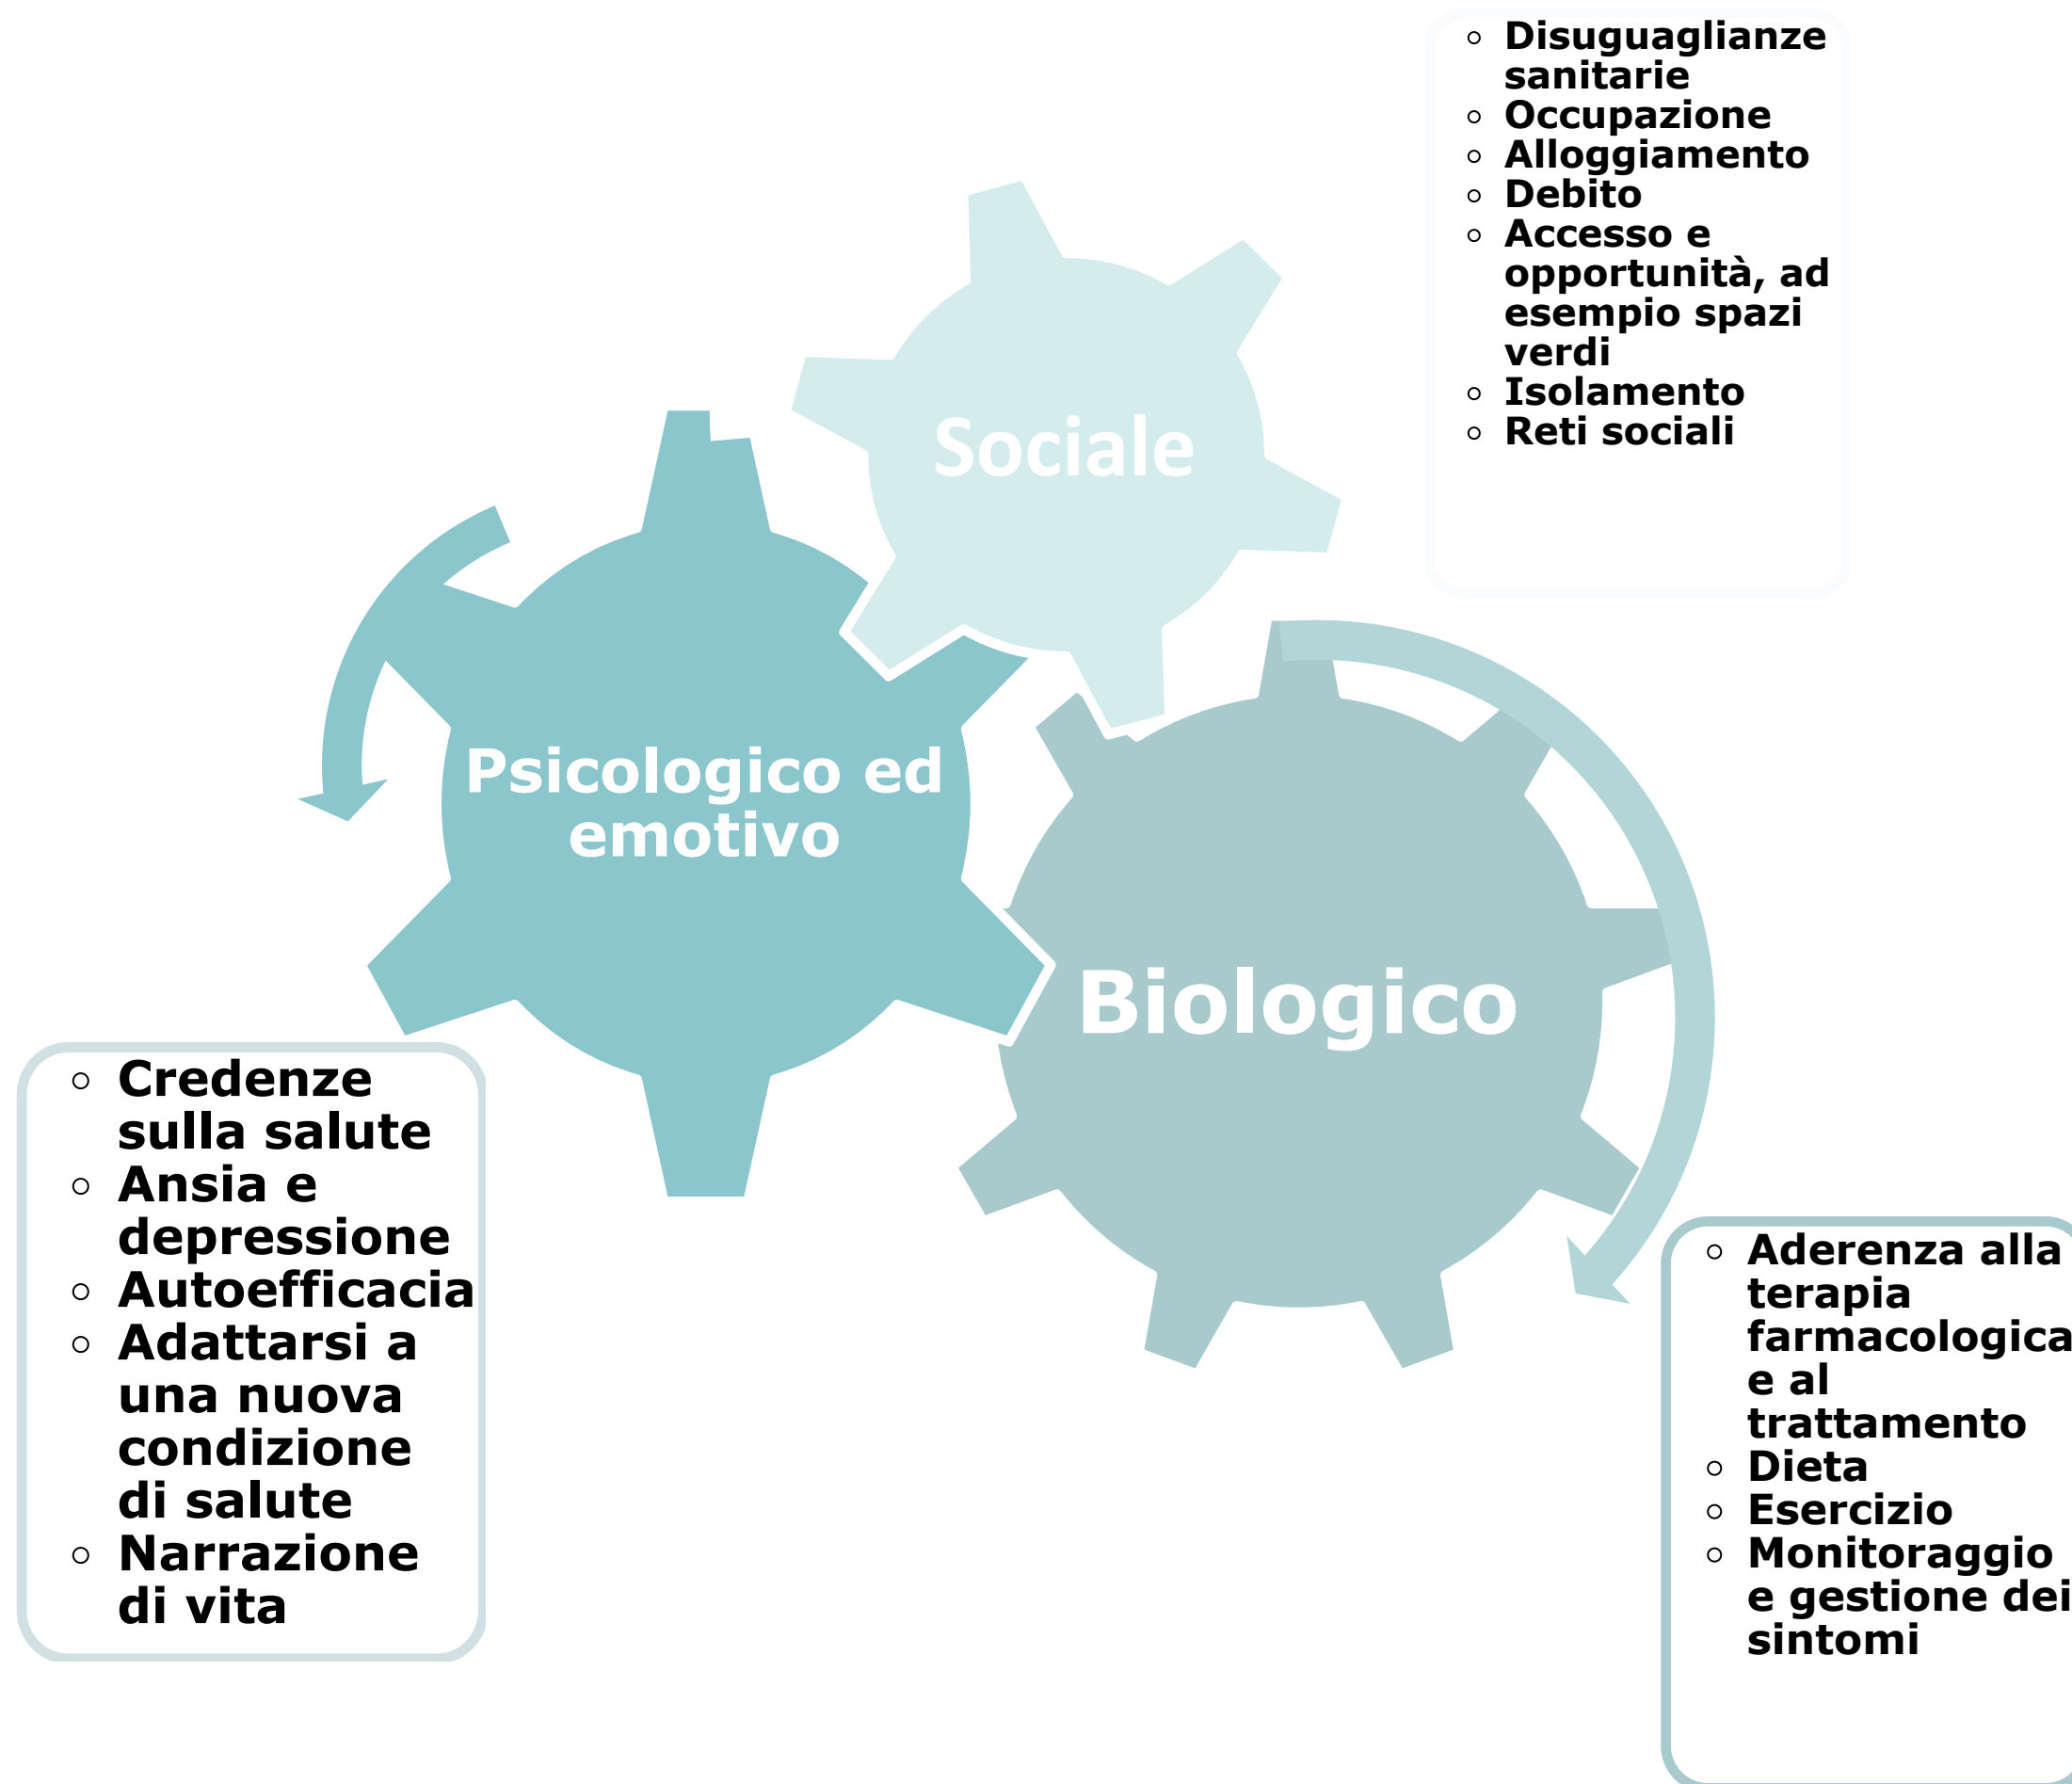 Disuguaglianze
sanitarie
Occupazione
Alloggiamento
Debito
Accesso e
opportunità, ad
esempio spazi
verdi
Isolamento
Reti sociali
Sociale
Psicologico ed
emotivo
Biologico
Credenze
sulla salute
Ansia e
depressione
Autoefficacia
Adattarsi a
una nuova
condizione
di salute
Narrazione
di vita
Aderenza alla
terapia
farmacologica
e al
trattamento
Dieta
Esercizio
Monitoraggio
e gestione dei
sintomi